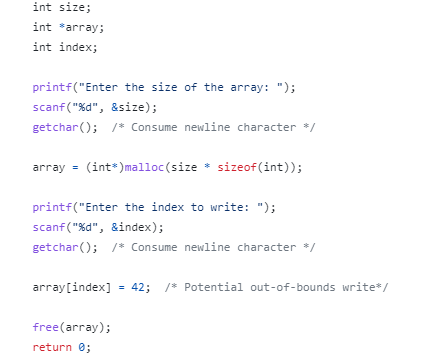 int size;
int *array;
int index;
printf("Enter the size of the array: ");
scanf("%d", &size);
getchar();  /* Consume newline character */
array = (int*)malloc(size * sizeof(int));
printf("Enter the index to write: ");
scanf("%d", &index);
getchar();  /* Consume newline character */
array[index] = 42;  /* Potential out-of-bounds write*/
free(array);
return 0;